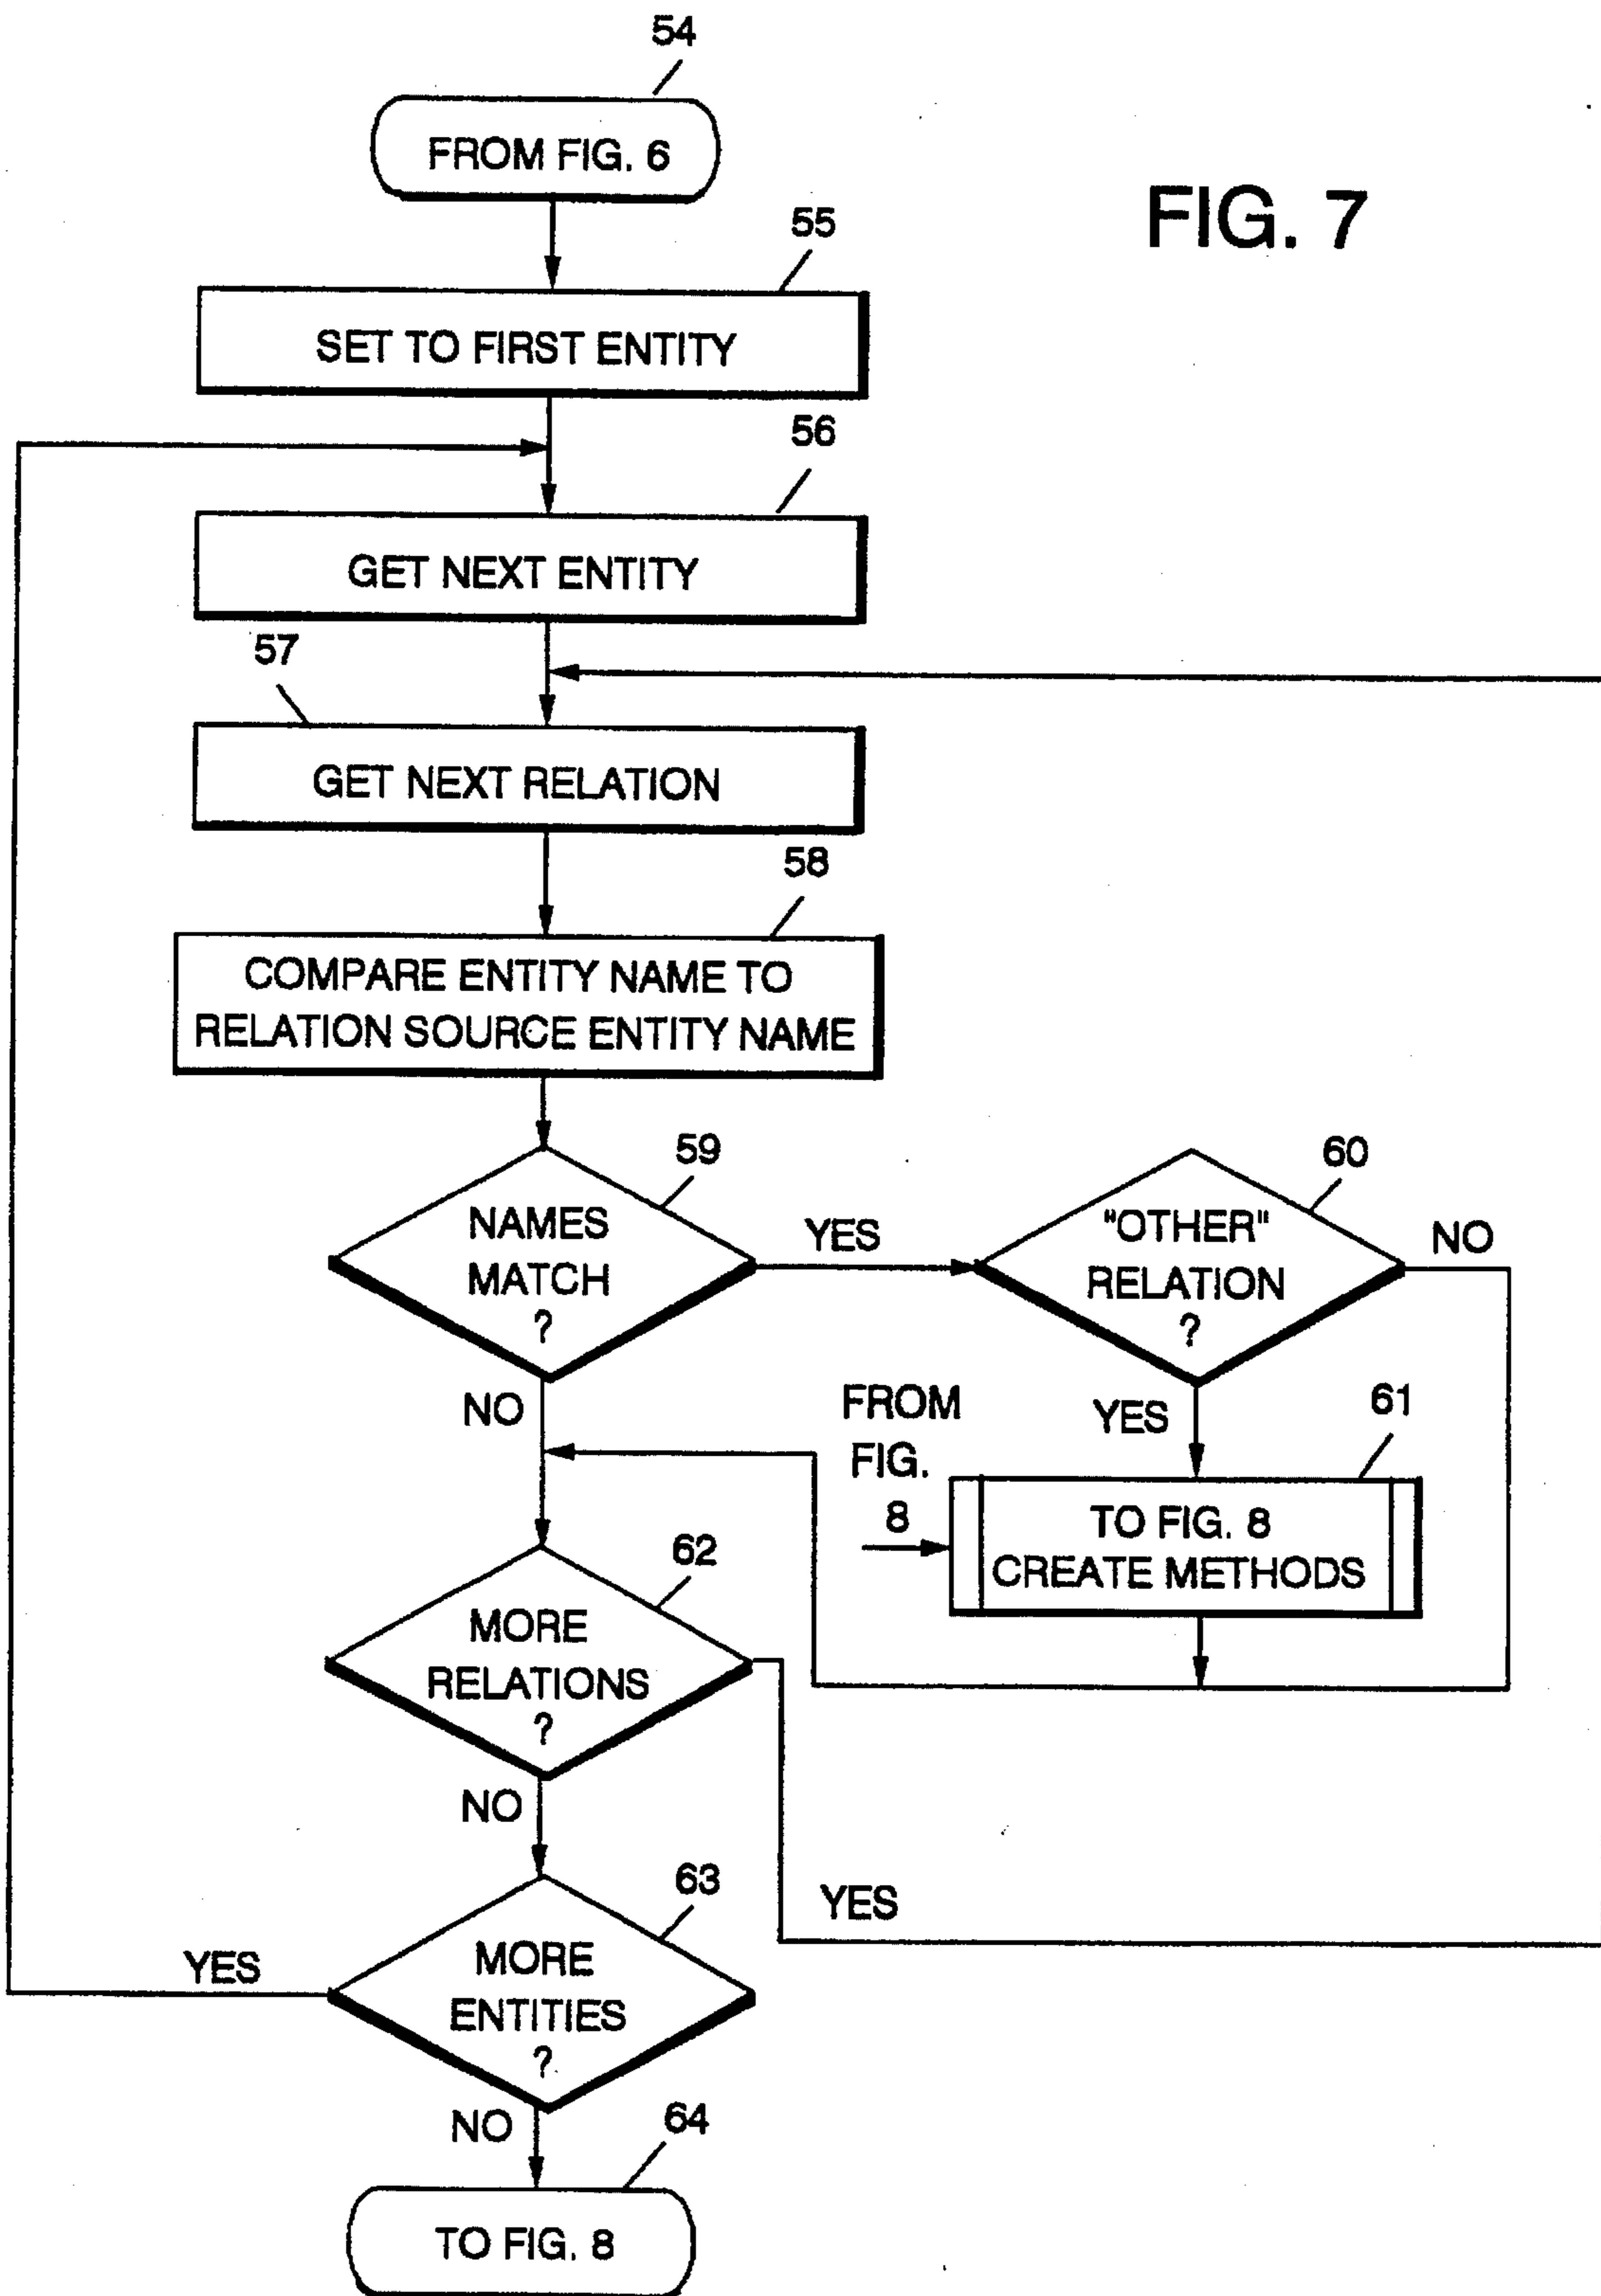 54
FROM FIG. 6
FIG. 7
55
SET TO FIRST ENTITY
56
GET NEXT ENTITY
57
GET NEXT RELATION
58
COMPARE ENTITY NAME TO
RELATION SOURCE ENTITY NAME
59
NAMES
MATCH
?
YES
60
"OTHER"
RELATION
?
NO
NO
YES
FROM
FIG.
8
61
TO FIG. 8
CREATE METHODS
62
MORE
RELATIONS
?
NO
YES
63
MORE
ENTITIES
?
YES
NO
64
TO FIG. 8